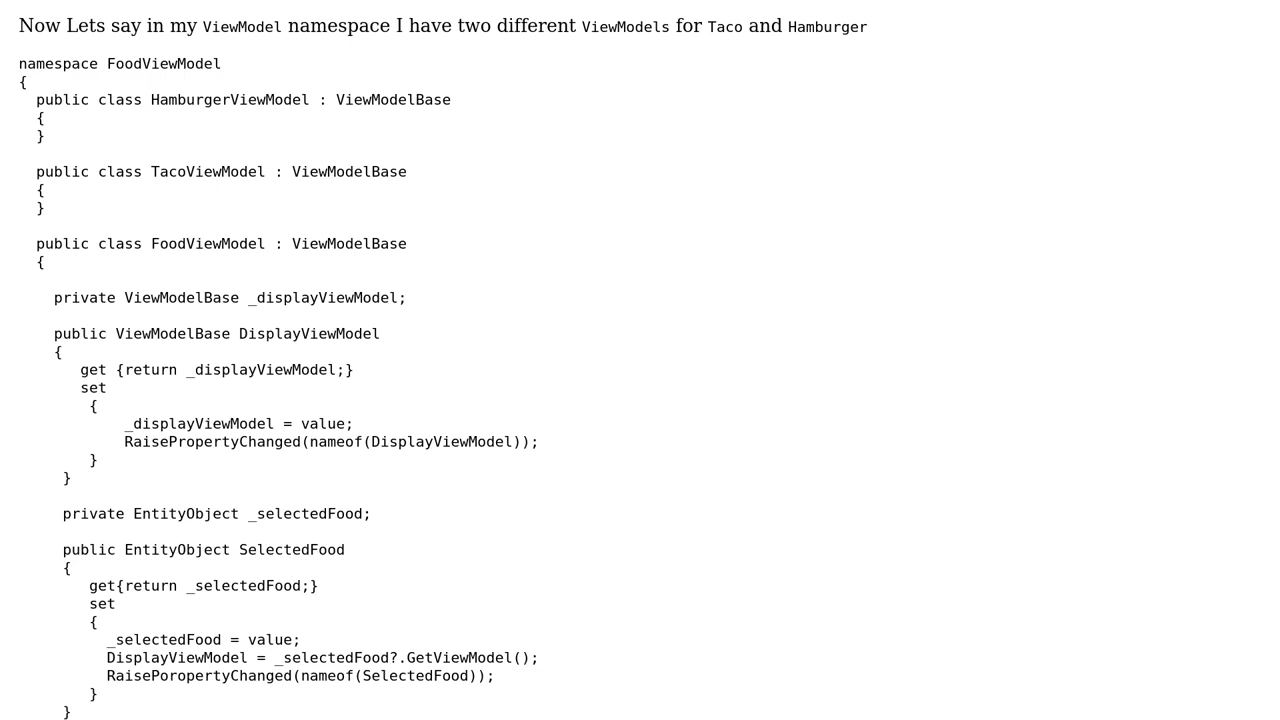 Now Lets say in my ViewModel namespace I have two different ViewModels for Taco and Hamburger
namespace FoodViewModel
{
  public class HamburgerViewModel : ViewModelBase
  {
  }
  public class TacoViewModel : ViewModelBase
  {
  }
  public class FoodViewModel : ViewModelBase
  {
    private ViewModelBase _displayViewModel;
    public ViewModelBase DisplayViewModel
    {
       get {return _displayViewModel;}
       set
        {
            _displayViewModel = value;
            RaisePropertyChanged(nameof(DisplayViewModel));
        }
     }
     private EntityObject _selectedFood;
     public EntityObject SelectedFood
     {
        get{return _selectedFood;}
        set
        {
          _selectedFood = value;
          DisplayViewModel = _selectedFood?.GetViewModel();
          RaisePoropertyChanged(nameof(SelectedFood));
        }
     }